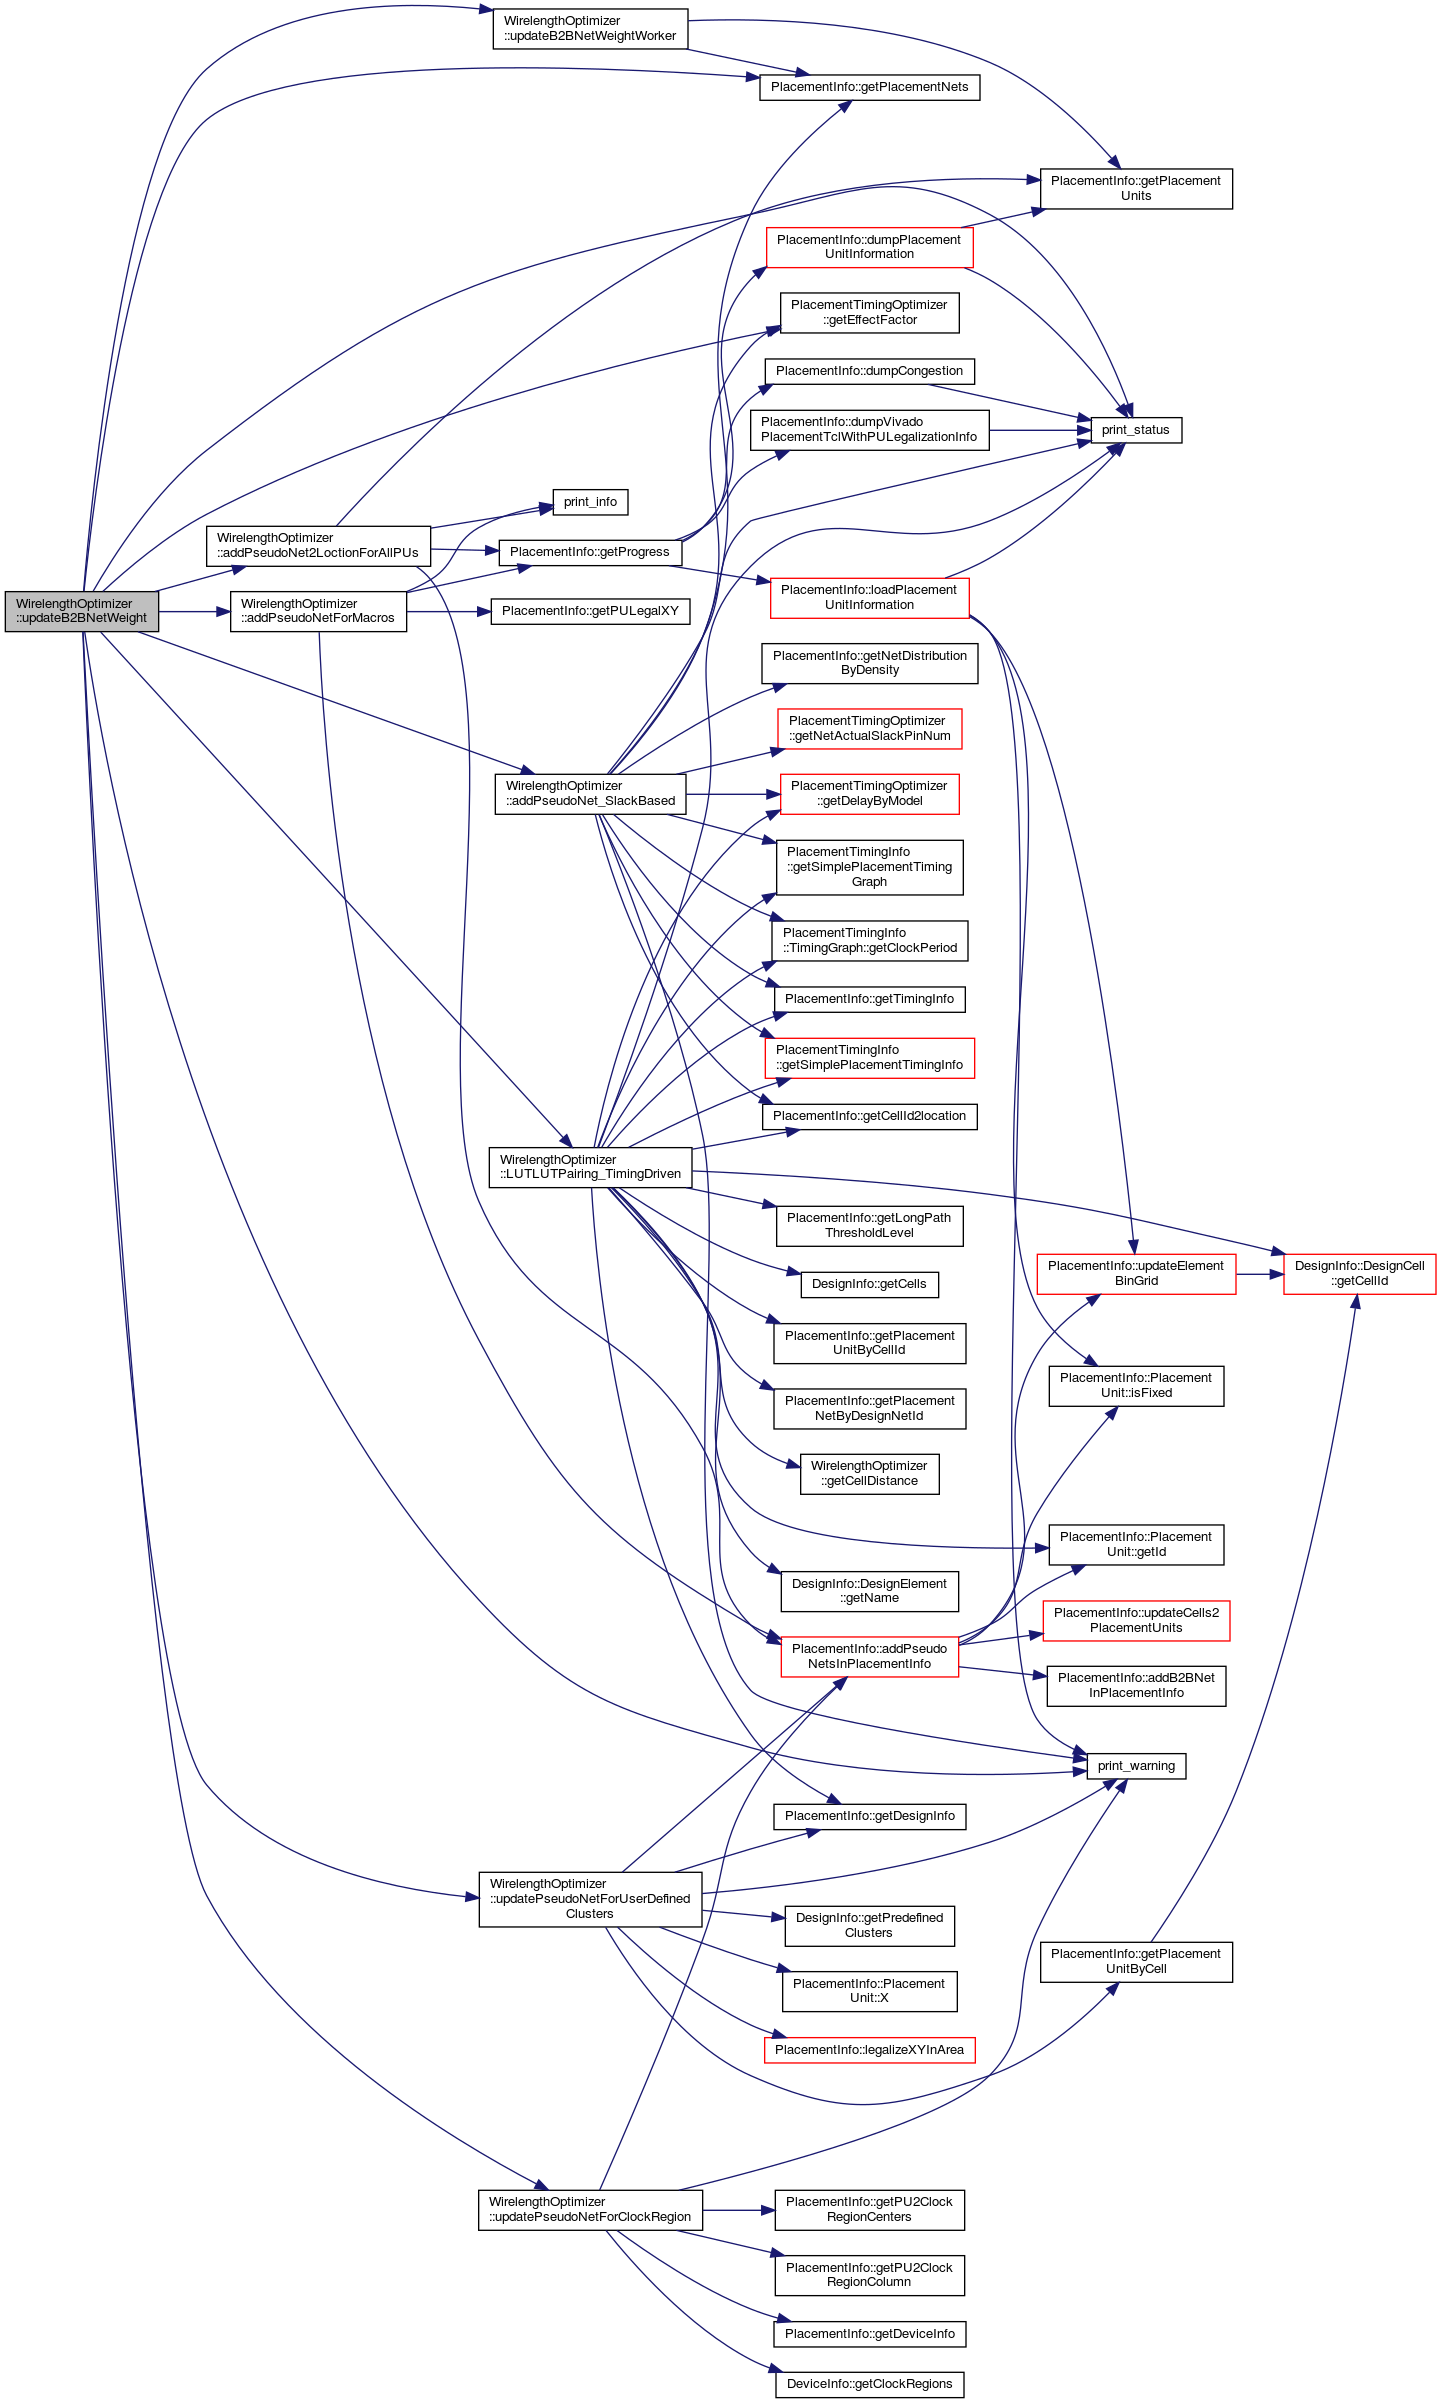 WirelengthOptimizer
::updateB2BNetWeightWorker
PlacementInfo::getPlacementNets
PlacementInfo::getPlacement
Units
PlacementInfo::dumpPlacement
UnitInformation
PlacementTimingOptimizer
::getEffectFactor
PlacementInfo::dumpCongestion
PlacementInfo::dumpVivado
PlacementTclWithPULegalizationInfo
print_status
print_info
WirelengthOptimizer
::addPseudoNet2LoctionForAllPUs
PlacementInfo::getProgress
WirelengthOptimizer
::updateB2BNetWeight
WirelengthOptimizer
::addPseudoNetForMacros
PlacementInfo::getPULegalXY
PlacementInfo::loadPlacement
UnitInformation
PlacementInfo::getNetDistribution
ByDensity
PlacementTimingOptimizer
::getNetActualSlackPinNum
WirelengthOptimizer
::addPseudoNet_SlackBased
PlacementTimingOptimizer
::getDelayByModel
PlacementTimingInfo
::getSimplePlacementTiming
Graph
PlacementTimingInfo
::TimingGraph::getClockPeriod
PlacementInfo::getTimingInfo
PlacementTimingInfo
::getSimplePlacementTimingInfo
PlacementInfo::getCellId2location
WirelengthOptimizer
::LUTLUTPairing_TimingDriven
PlacementInfo::getLongPath
ThresholdLevel
DesignInfo::getCells
PlacementInfo::updateElement
BinGrid
DesignInfo::DesignCell
::getCellId
PlacementInfo::getPlacement
UnitByCellId
PlacementInfo::getPlacement
NetByDesignNetId
PlacementInfo::Placement
Unit::isFixed
WirelengthOptimizer
::getCellDistance
PlacementInfo::Placement
Unit::getId
DesignInfo::DesignElement
::getName
PlacementInfo::updateCells2
PlacementUnits
PlacementInfo::addPseudo
NetsInPlacementInfo
PlacementInfo::addB2BNet
InPlacementInfo
print_warning
PlacementInfo::getDesignInfo
WirelengthOptimizer
::updatePseudoNetForUserDefined
Clusters
DesignInfo::getPredefined
Clusters
PlacementInfo::getPlacement
UnitByCell
PlacementInfo::Placement
Unit::X
PlacementInfo::legalizeXYInArea
WirelengthOptimizer
::updatePseudoNetForClockRegion
PlacementInfo::getPU2Clock
RegionCenters
PlacementInfo::getPU2Clock
RegionColumn
PlacementInfo::getDeviceInfo
DeviceInfo::getClockRegions